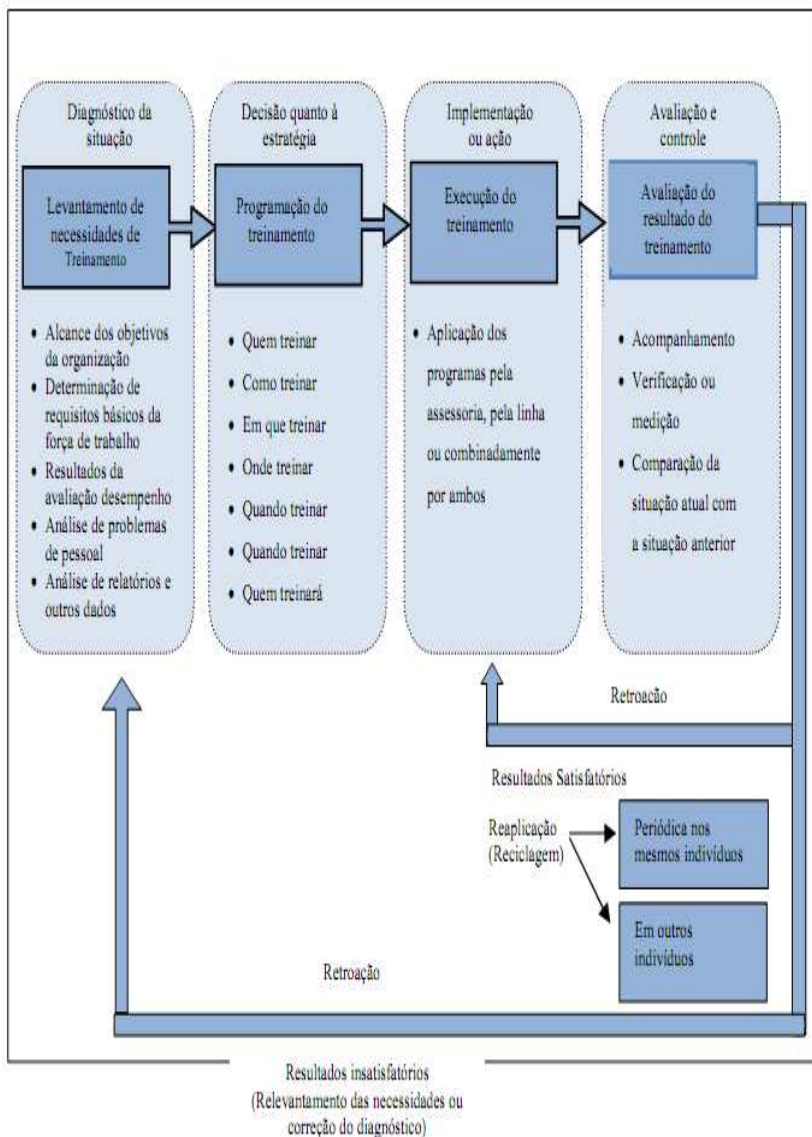 Diagnóstico da
situação
Levantamento de
necessidades de
Treinamento
• Alcance dos objetivos
da organização
• Determinação de
requisitos básicos da
força de trabalho
• Resultados da
avaliação desempenho
• Análise de problemas
de pessoal
• Análise de relatórios e
outros dados
Decisão quanto á
estratégia
Programação do
treinamento
• Quem treinar
• Como treinar
• Em que treinar
• Onde treinar
• Quando treinar
• Quando treinar
• Quem treinará
Implementação
ou ação
Execução do
treinamento
• Aplicação dos
programas pela
assessoria, pela linha
ou combinadamente
por ambos
Avaliação e
controle
Avaliação do
resultado do
treinamento
• Acompanhamento
• Verificação ou
medição
• Comparação da
situação atual com
a situação anterior
Retroacão
Resultados Satisfatórios
Reaplicação
(Reciclagem)
Periódica nos
mesmos indivíduos
Em outros
indivíduos
Retroação
Resultados insatisfatórios
(Relevantamento das necessidades ou
correção do diagnóstico)